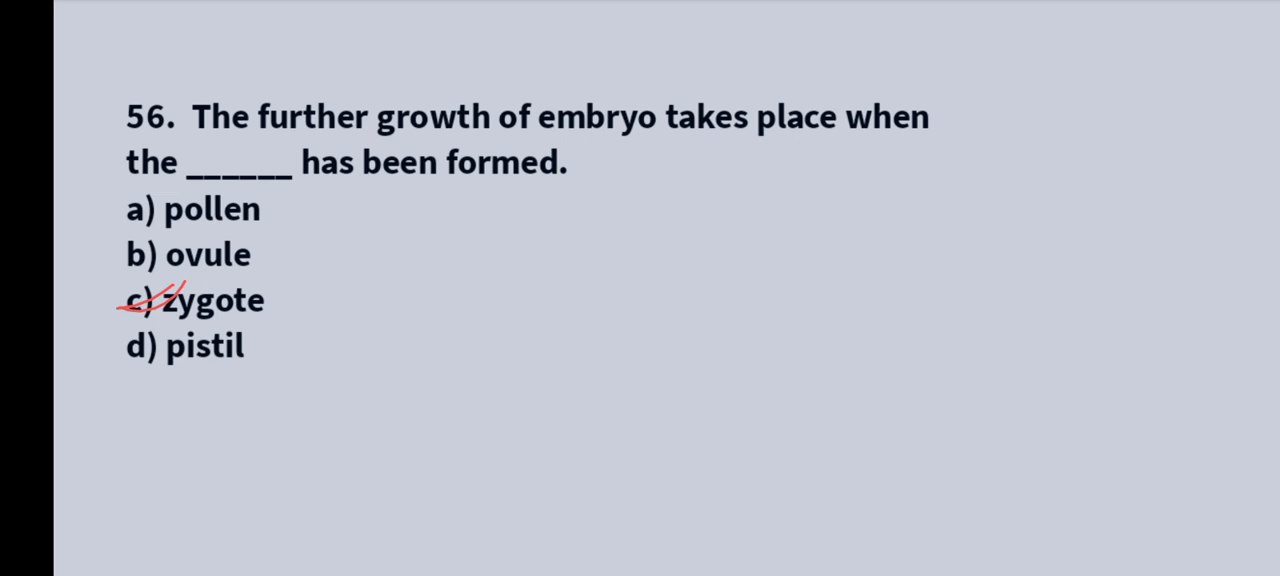 56. The further growth of embryo takes place when
the ______ has been formed.
a) pollen
b) ovule
c) zygote
d) pistil